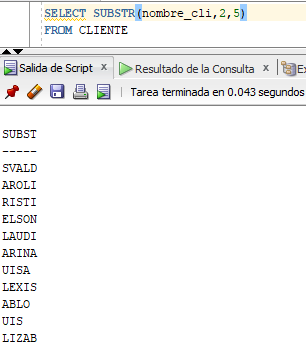 SELECT SUBSTR(nombre_cli,2,5)
FROM CLIENTE
Salida de Script x Resultado de la Consulta x Ex
Tarea terminada en 0.043 segundos
SUBST
-----
SVALD
AROLI
RISTI
ELSON
LAUDI
ARINA
UISA
LEXIS
ABLO
UIS
LIZAB